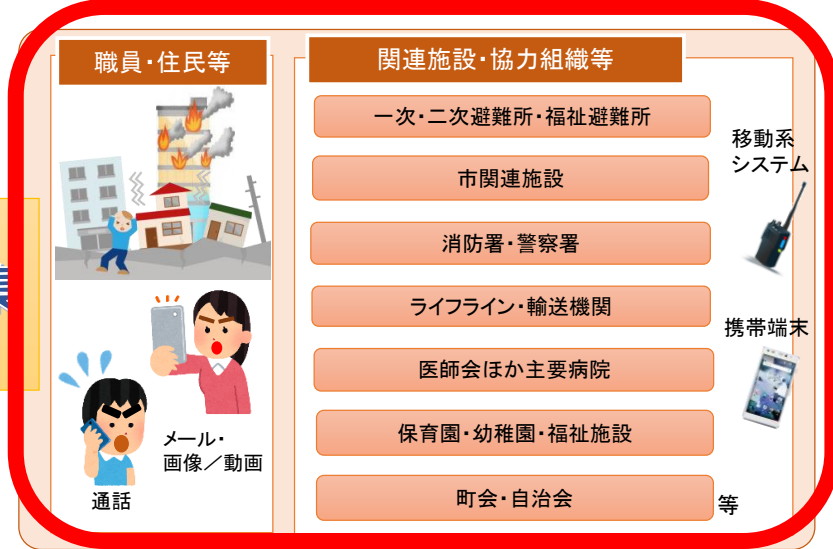 職員・住民等
メール・
画像／動画
通話
関連施設・協力組織等
一次・二次避難所・福祉避難所
市関連施設
消防署・警察署
ライフライン・輸送機関
医師会ほか主要病院
保育園・幼稚園・福祉施設
町会・自治会
等
移動系
システム
携帯端末